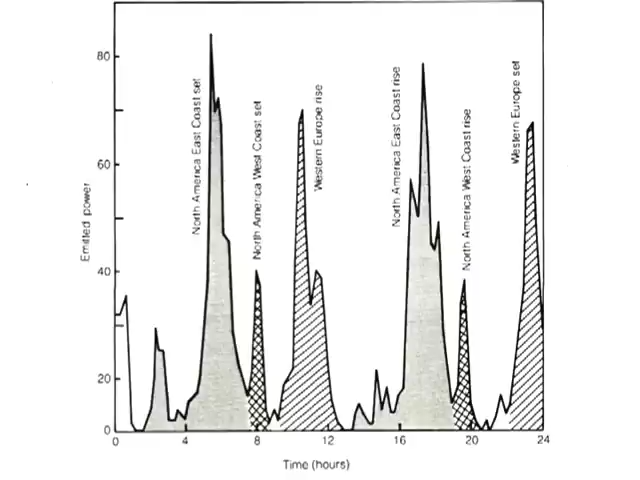 80
60
40
20
0
Emitted power
North America East Coast set
North America West Coast set
Western Europe rise
North America East Coast rise
North America West Coast rise
Western Europe set
0 4 8 12 16 20 24
Time (hours)